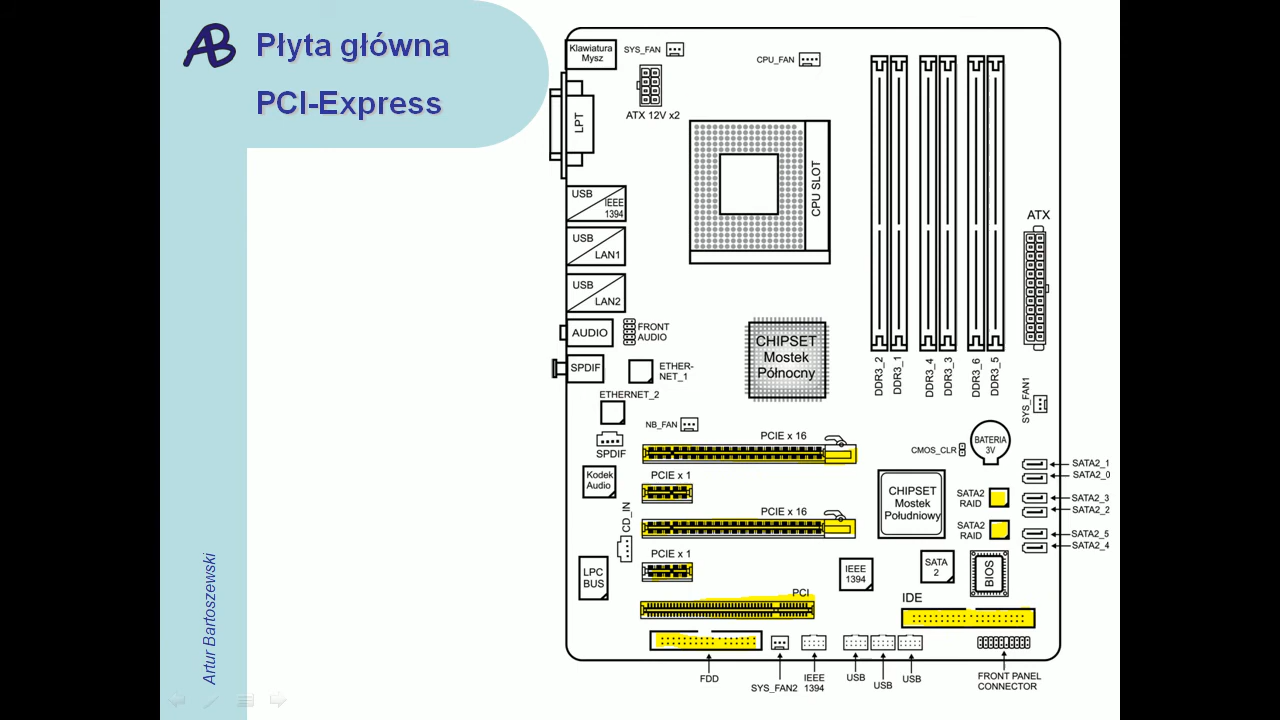 AB
Płyta główna
PCI-Express
Artur Bartoszewski
Klawiatura
Mysz
SYS_FAN
CPU_FAN
ATX 12V x2
LPT
CPU SLOT
USB
IEEE
1394
USB
LAN1
USB
LAN2
ATX
AUDIO
FRONT
AUDIO
SPDIF
ETHER-
NET_1
ETHERNET_2
CHIPSET
Mostek
Północny
DDR3_2
DDR3_1
DDR3_4
DDR3_3
DDR3_6
DDR3_5
SYS_FAN1
NB_FAN
SPDIF
PCIE x 16
CMOS_CLR
BATERIA
3V
SATA2_1
SATA2_0
SATA2_3
SATA2_2
SATA2_5
SATA2_4
Kodek
Audio
PCIE x 1
CD_IN
PCIE x 16
CHIPSET
Mostek
Południowy
SATA2
RAID
SATA2
RAID
PCIE x 1
LPC
BUS
IEEE
1394
SATA
2
BIOS
PCI
IDE
FDD
SYS_FAN2
IEEE
1394
USB
USB
USB
FRONT PANEL
CONNECTOR